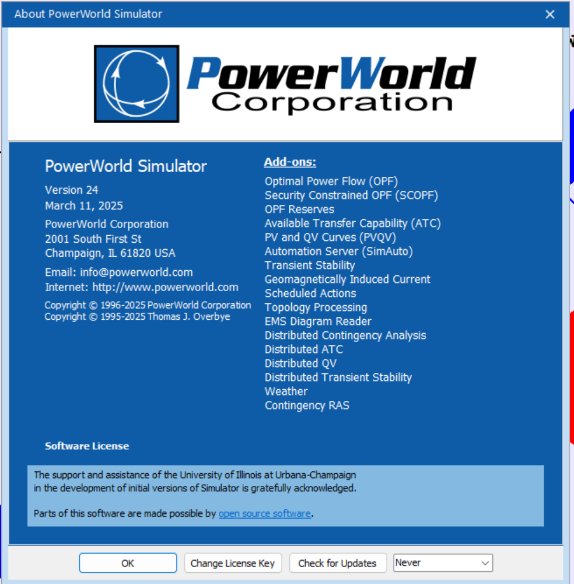 About PowerWorld Simulator
PowerWorld
Corporation
PowerWorld Simulator
Version 24
March 11, 2025
PowerWorld Corporation
2001 South First St
Champaign, IL 61820 USA
Email: info@powerworld.com
Internet: http://www.powerworld.com
Copyright © 1996-2025 PowerWorld Corporation
Copyright © 1995-2025 Thomas J. Overbye
Add-ons:
Optimal Power Flow (OPF)
Security Constrained OPF (SCOPF)
OPF Reserves
Available Transfer Capability (ATC)
PV and QV Curves (PVQV)
Automation Server (SimAuto)
Transient Stability
Geomagnetically Induced Current
Scheduled Actions
Topology Processing
EMS Diagram Reader
Distributed Contingency Analysis
Distributed ATC
Distributed QV
Distributed Transient Stability
Weather
Contingency RAS
Software License
The support and assistance of the University of Illinois at Urbana-Champaign
in the development of initial versions of Simulator is gratefully acknowledged.
Parts of this software are made possible by open source software.
OK
Change License Key
Check for Updates
Never